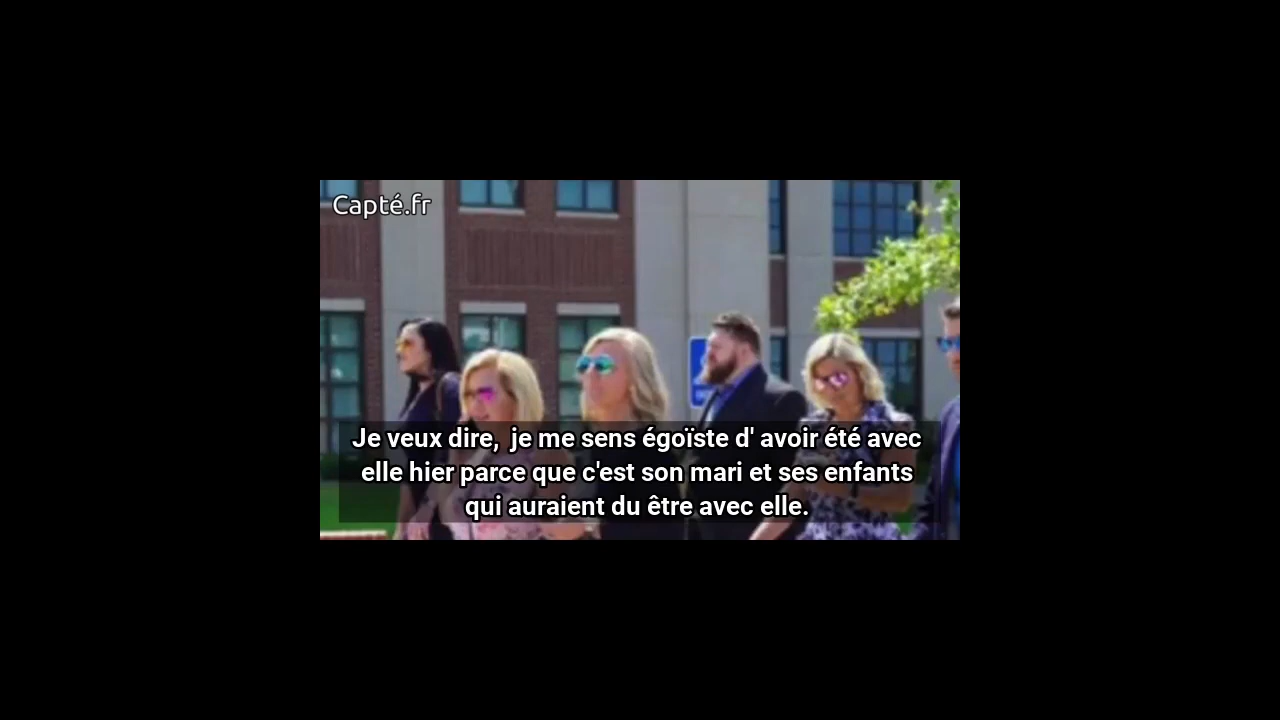 Capté.fr
Je veux dire,  je me sens égoïste d' avoir été avec
elle hier parce que c'est son mari et ses enfants
qui auraient du être avec elle.